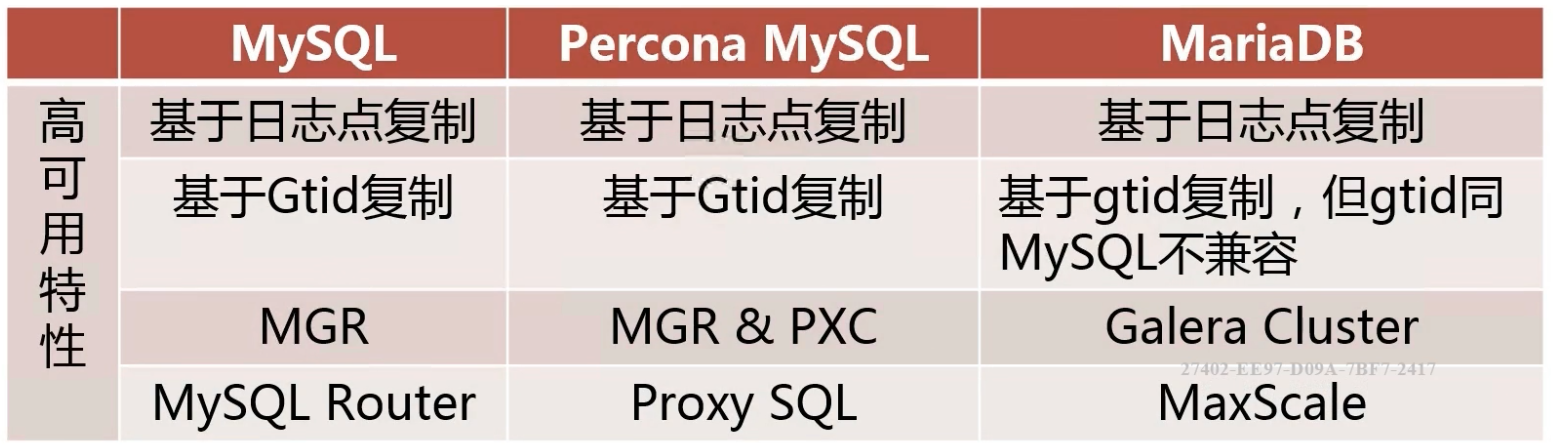 MySQL Percona MySQL MariaDB
高可用特性
基于日志点复制 基于日志点复制 基于日志点复制
基于Gtid复制 基于Gtid复制 基于gtid复制，但gtid同
MySQL不兼容
MGR MGR & PXC Galera Cluster
27402-EE97-D09A-7BF7-2417
MySQL Router Proxy SQL MaxScale